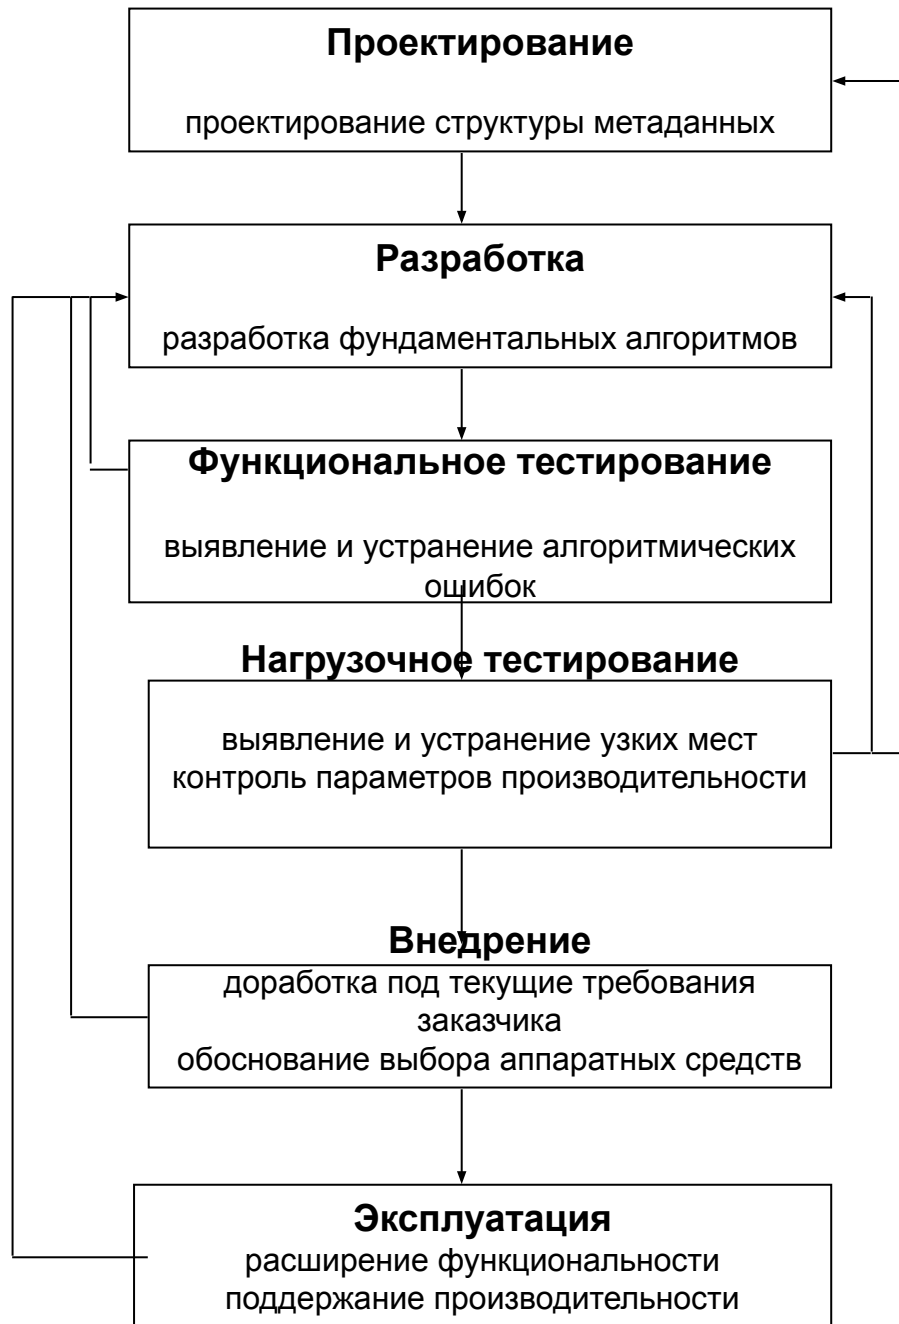 Проектирование
проектирование структуры метаданных
Разработка
разработка фундаментальных алгоритмов
Функциональное тестирование
выявление и устранение алгоритмических
ошибок
Нагрузочное тестирование
выявление и устранение узких мест
контроль параметров производительности
Внедрение
доработка под текущие требования
заказчика
обоснование выбора аппаратных средств
Эксплуатация
расширение функциональности
поддержание производительности